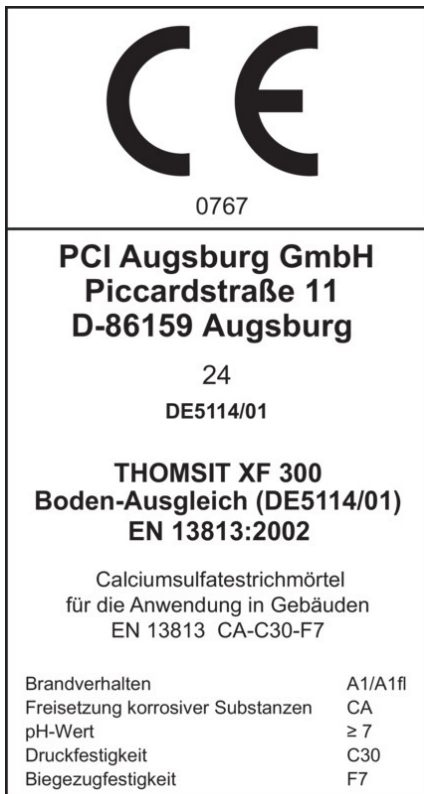 CE
0767
PCI Augsburg GmbH
Piccardstraße 11
D-86159 Augsburg
24
DE5114/01
THOMSIT XF 300
Boden-Ausgleich (DE5114/01)
EN 13813:2002
Calciumsulfatestrichmörtel
für die Anwendung in Gebäuden
EN 13813 CA-C30-F7
Brandverhalten A1/A1fl
Freisetzung korrosiver Substanzen CA
pH-Wert ≥ 7
Druckfestigkeit C30
Biegezugfestigkeit F7